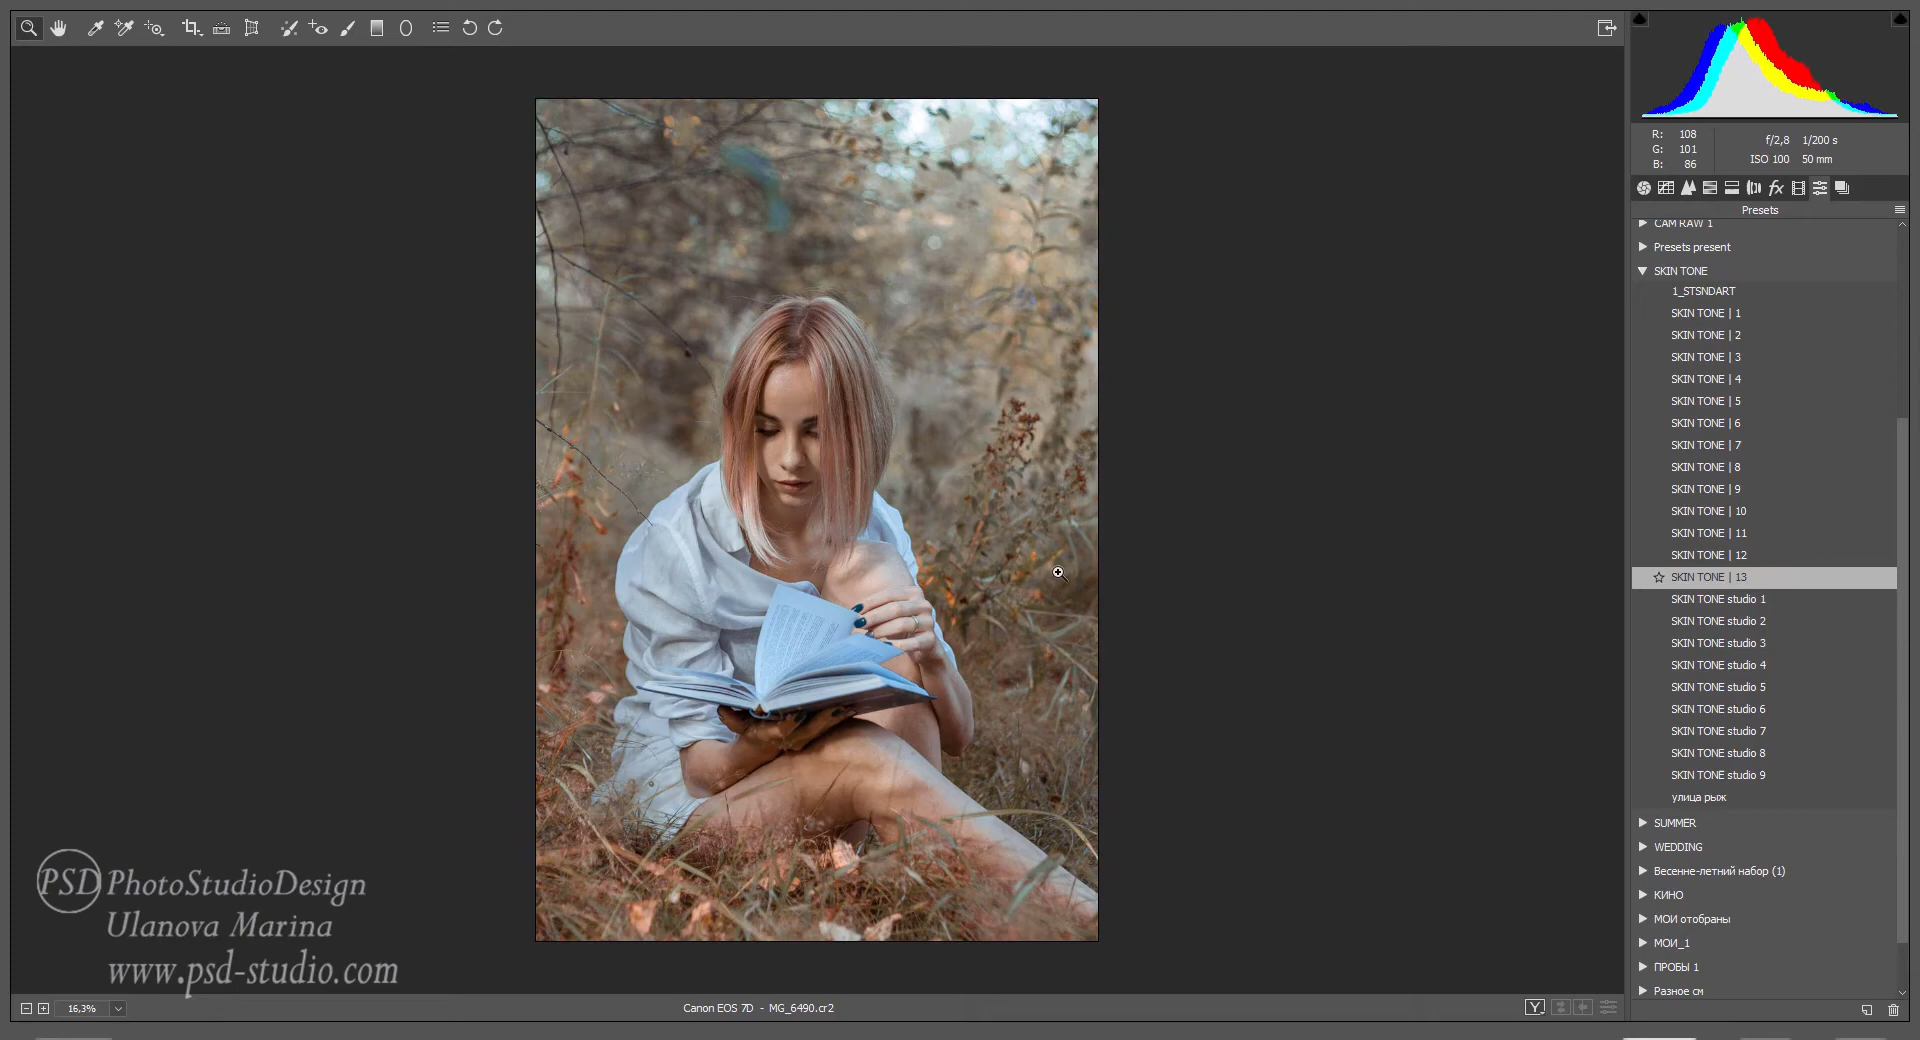 R: 108
G: 101
B: 86
f/2,8 1/200 s
ISO 100 50 mm
Presets
CAM RAW 1
Presets present
SKIN TONE
1_STSNDART
SKIN TONE | 1
SKIN TONE | 2
SKIN TONE | 3
SKIN TONE | 4
SKIN TONE | 5
SKIN TONE | 6
SKIN TONE | 7
SKIN TONE | 8
SKIN TONE | 9
SKIN TONE | 10
SKIN TONE | 11
SKIN TONE | 12
SKIN TONE | 13
SKIN TONE studio 1
SKIN TONE studio 2
SKIN TONE studio 3
SKIN TONE studio 4
SKIN TONE studio 5
SKIN TONE studio 6
SKIN TONE studio 7
SKIN TONE studio 8
SKIN TONE studio 9
улица рыж
SUMMER
WEDDING
Весенне-летний набор (1)
КИНО
МОИ отобраны
МОИ_1
ПРОБЫ 1
Разное см
PSD PhotoStudioDesign
Ulanova Marina
www.psd-studio.com
16,3%
Canon EOS 7D - MG_6490.cr2
Y